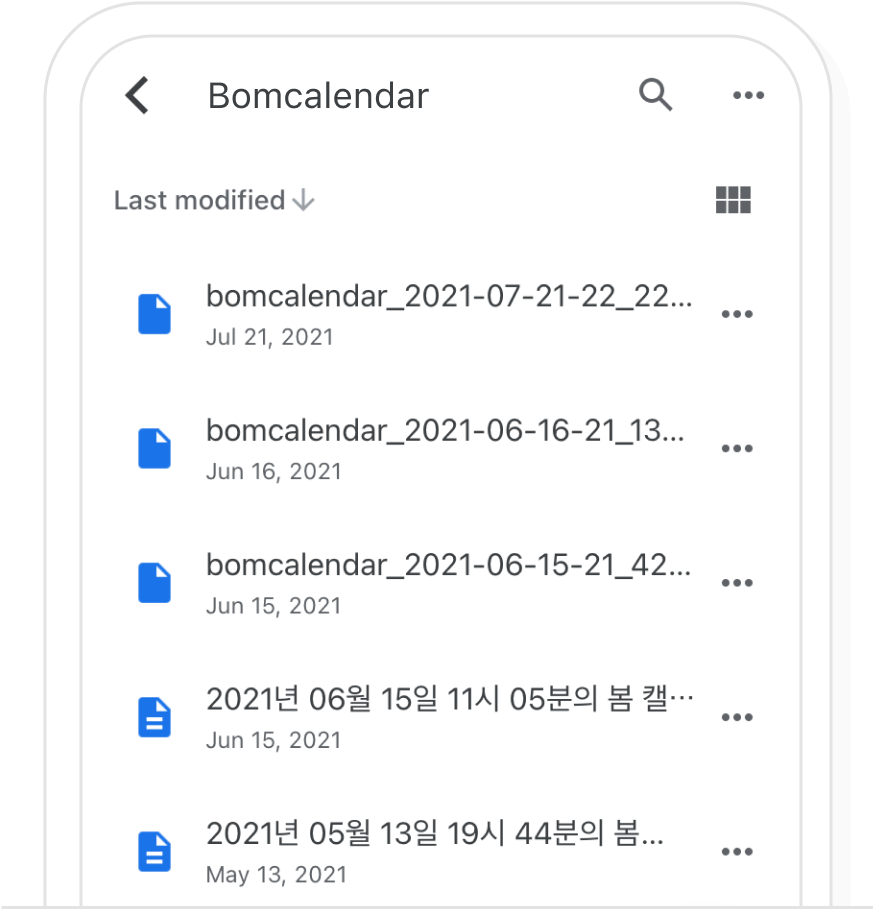 Bomcalendar
Last modified
bomcalendar_2021-07-21-22_22...
Jul 21, 2021
bomcalendar_2021-06-16-21_13...
Jun 16, 2021
bomcalendar_2021-06-15-21_42...
Jun 15, 2021
2021년 06월 15일 11시 05분의 봄 캘…
Jun 15, 2021
2021년 05월 13일 19시 44분의 봄...
May 13, 2021